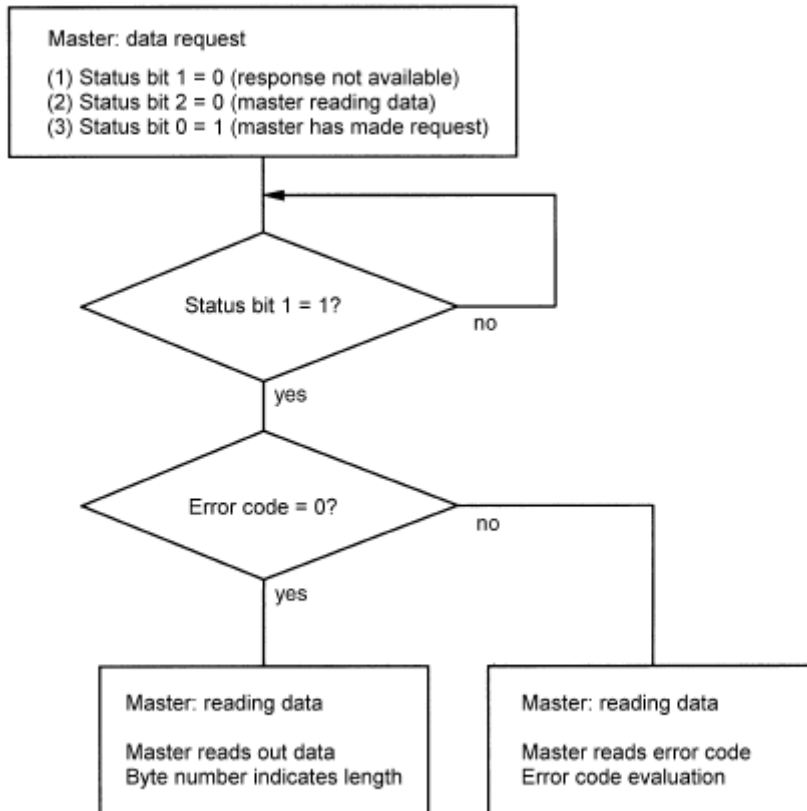 Master: data request
(1) Status bit 1 = 0 (response not available)
(2) Status bit 2 = 0 (master reading data)
(3) Status bit 0 = 1 (master has made request)
Status bit 1 = 1?
no
yes
Error code = 0?
no
yes
Master: reading data
Master reads out data
Byte number indicates length
Master: reading data
Master reads error code
Error code evaluation